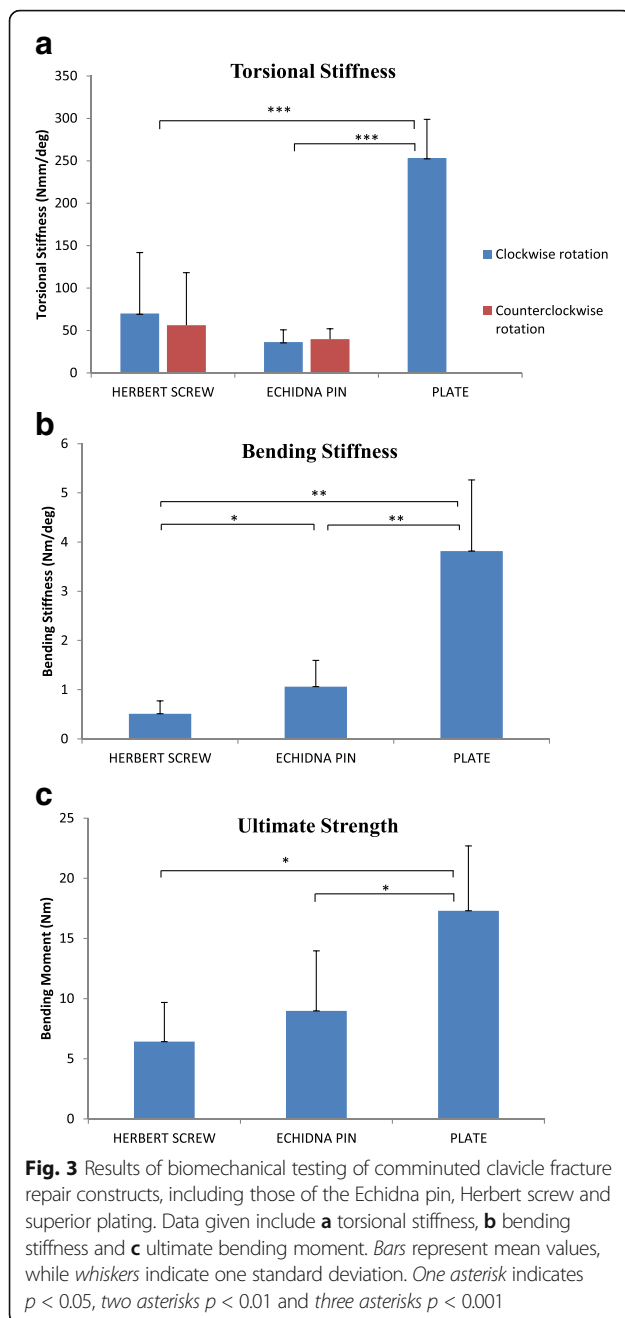 a
Torsional Stiffness
350
300
250
200
150
100
50
0
Torsional Stiffness (Nmm/deg)
***
***
Clockwise rotation
Counterclockwise
rotation
HERBERT SCREW ECHIDNA PIN PLATE
b
Bending Stiffness
6
5
4
3
2
1
0
Bending Stiffness (Nm/deg)
**
* **
HERBERT SCREW ECHIDNA PIN PLATE
c
Ultimate Strength
25
20
15
10
5
0
Bending Moment (Nm)
*
*
HERBERT SCREW ECHIDNA PIN PLATE
Fig. 3 Results of biomechanical testing of comminuted clavicle fracture
repair constructs, including those of the Echidna pin, Herbert screw and
superior plating. Data given include a torsional stiffness, b bending
stiffness and c ultimate bending moment. Bars represent mean values,
while whiskers indicate one standard deviation. One asterisk indicates
p < 0.05, two asterisks p < 0.01 and three asterisks p < 0.001